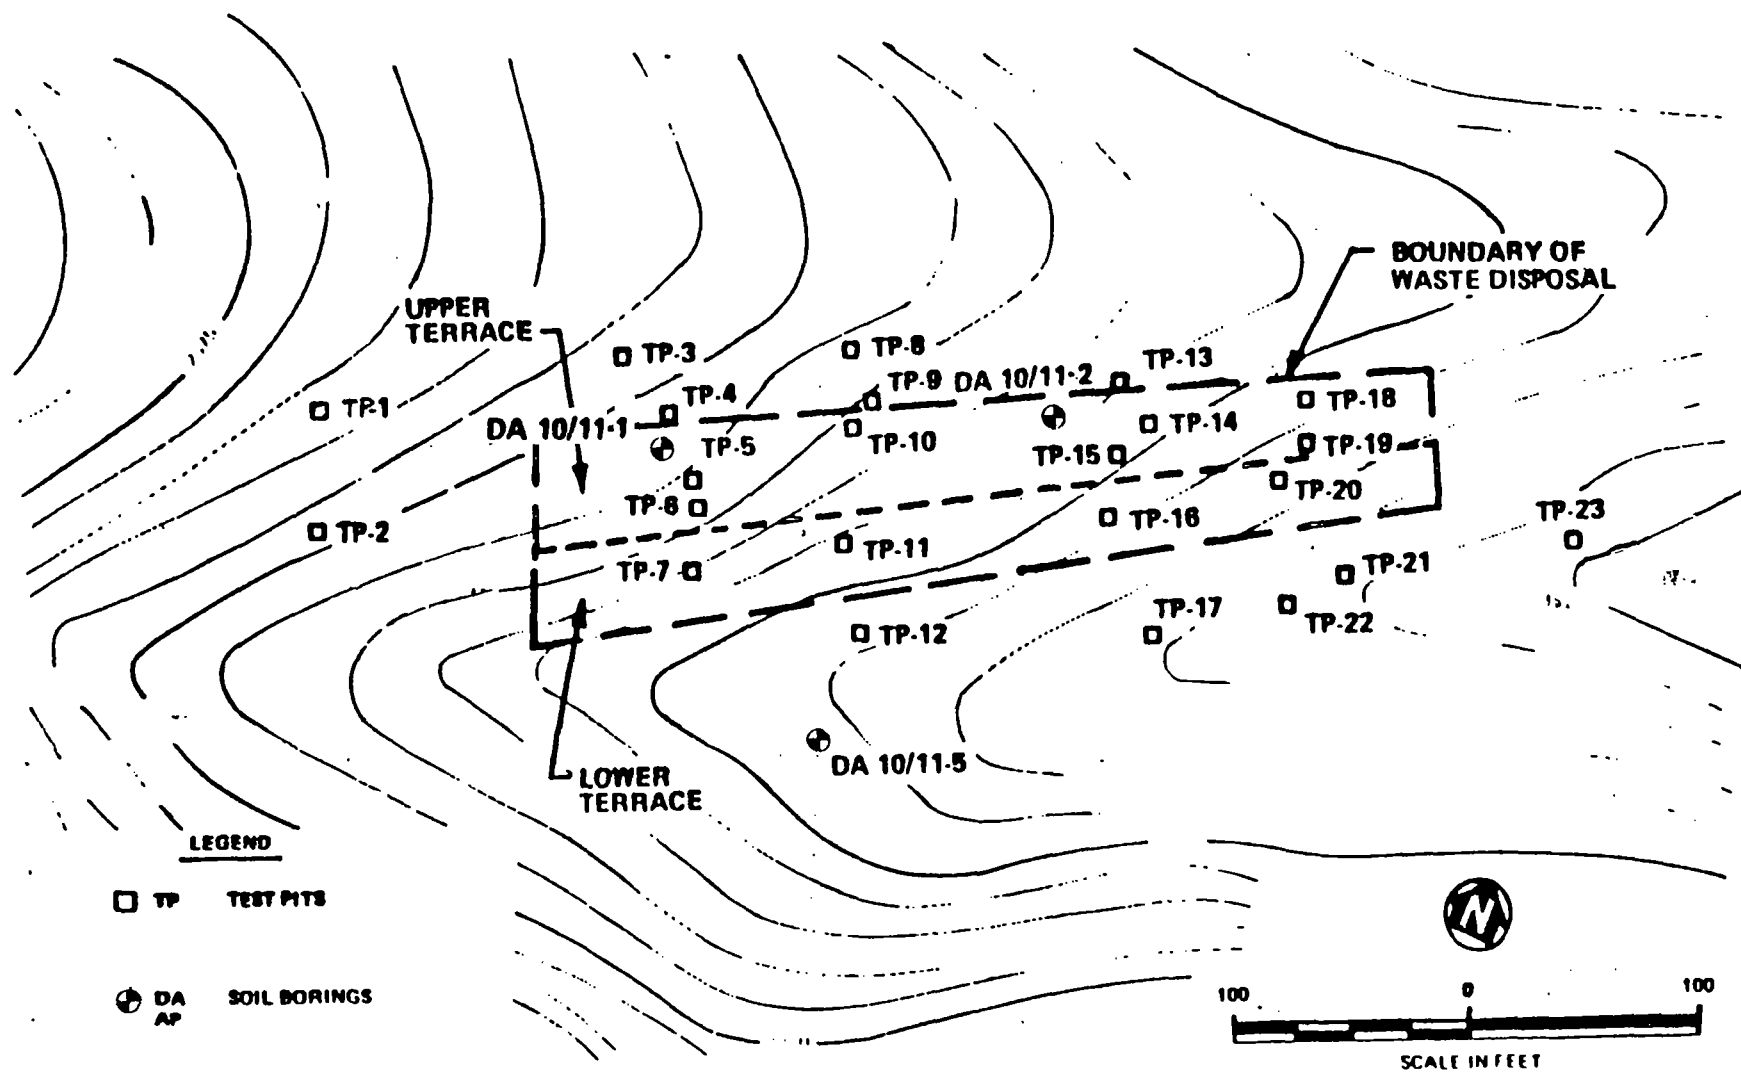 BOUNDARY OF
WASTE DISPOSAL
UPPER
TERRACE
TP-3
TP-8
TP-13
TP-9
DA 10/11-2
TP-4
TP-1
TP-18
DA 10/11-1
TP-14
TP-5
TP-10
TP-15
TP-19
TP-20
TP-6
TP-16
TP-23
TP-2
TP-11
TP-7
TP-21
TP-17
TP-22
TP-12
DA 10/11-5
LOWER
TERRACE
LEGEND
TP TEST PITS
N
DA SOIL BORINGS
AP
100 0 100
SCALE IN FEET